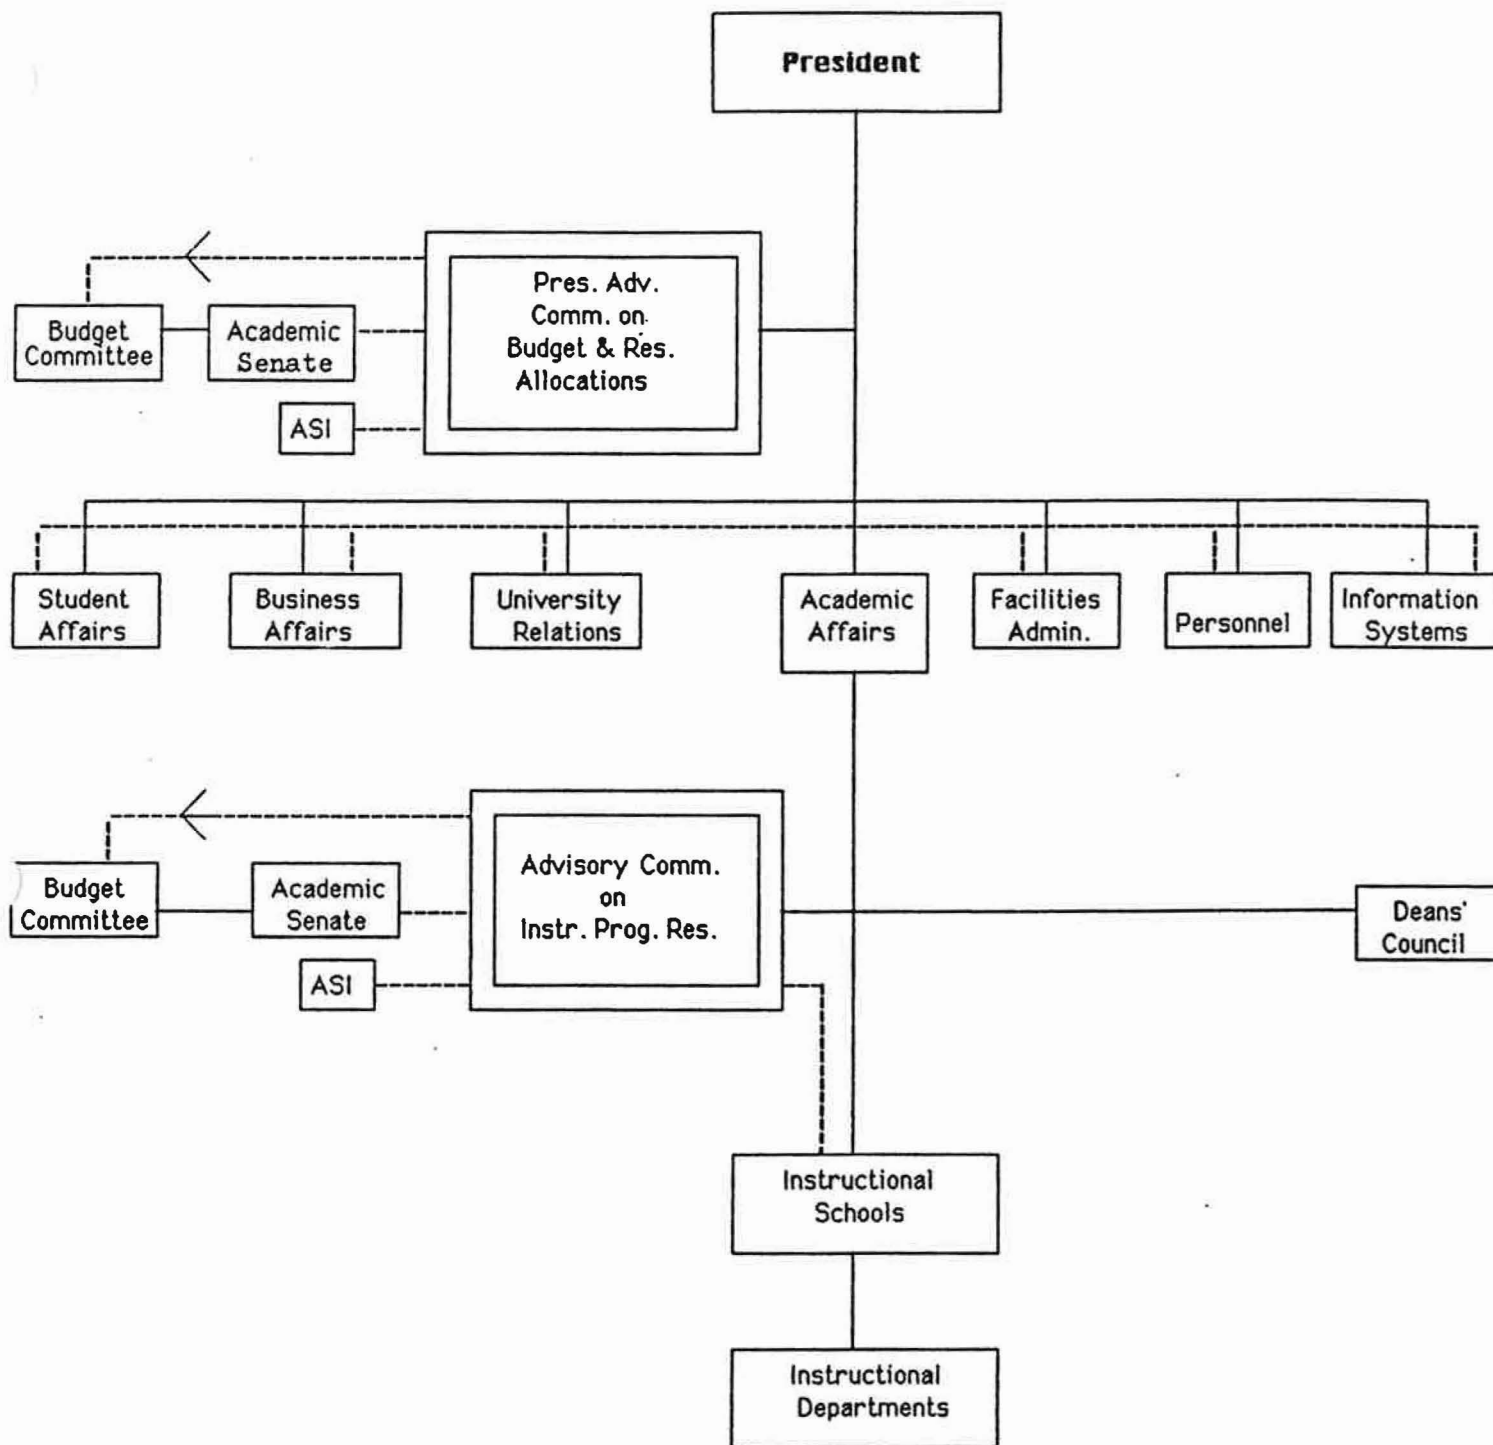 President
Pres. Adv.
Comm. on
Budget & Res.
Allocations
Budget
Committee
Academic
Senate
ASI
Student
Affairs
Business
Affairs
University
Relations
Academic
Affairs
Facilities
Admin.
Personnel
Information
Systems
Advisory Comm.
on
Instr. Prog. Res.
Budget
Committee
Academic
Senate
ASI
Deans'
Council
Instructional
Schools
Instructional
Departments